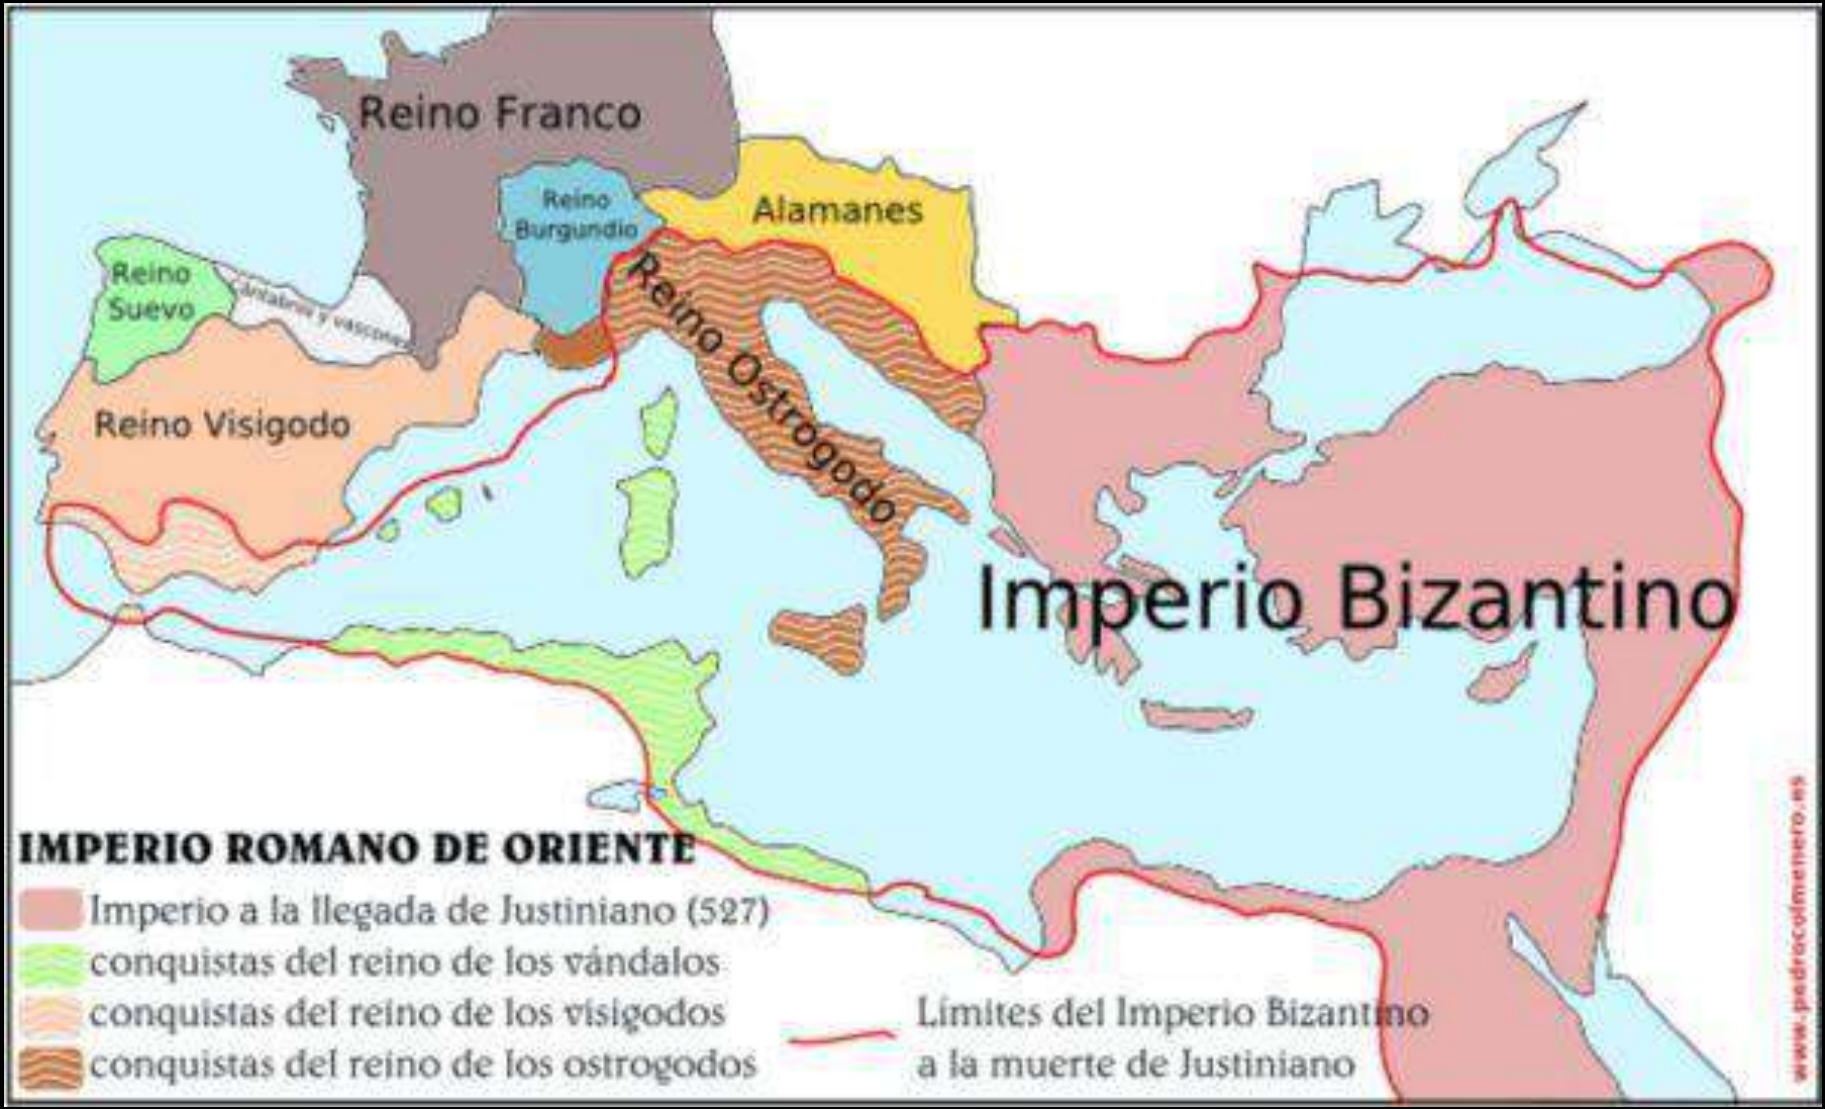 Reino Franco
Reino
Burgundio
Alamanes
Reino
Suevo
Cántabros y vascones
Reino Ostrogodo
Reino Visigodo
Imperio Bizantino
IMPERIO ROMANO DE ORIENTE
Imperio a la llegada de Justiniano (527)
conquistas del reino de los vándalos
conquistas del reino de los visigodos
conquistas del reino de los ostrogodos
Límites del Imperio Bizantino
a la muerte de Justiniano
www.pedrocolmenero.es